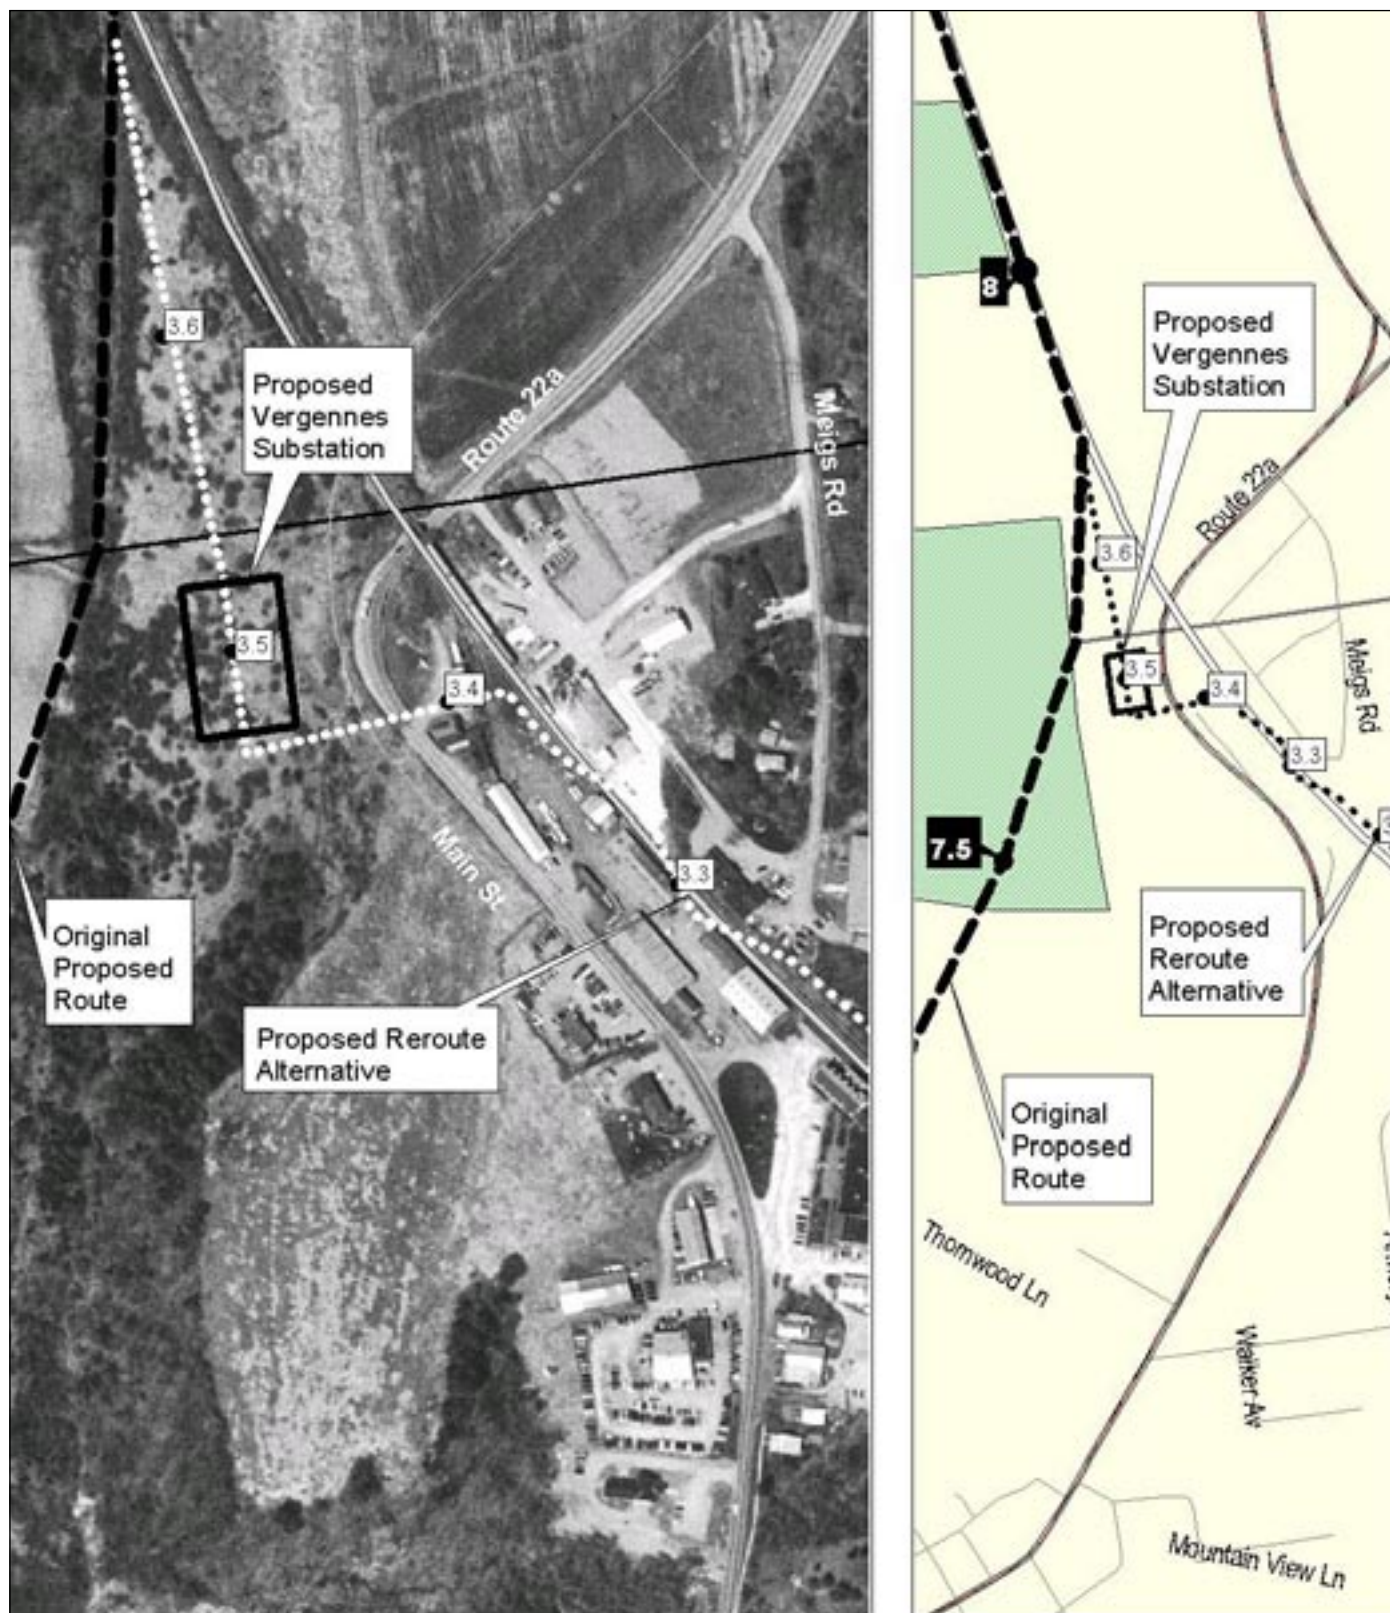 3.6
Proposed
Vergennes
Substation
Route 22a
Meigs Rd
3.5
3.4
3.3
Main St
Original
Proposed
Route
Proposed Reroute
Alternative
8
Proposed
Vergennes
Substation
Route 22a
3.6
Meigs Rd
3.5
3.4
3.3
7.5
Proposed
Reroute
Alternative
Original
Proposed
Route
Thornwood Ln
Walker Av
Mountain View Ln